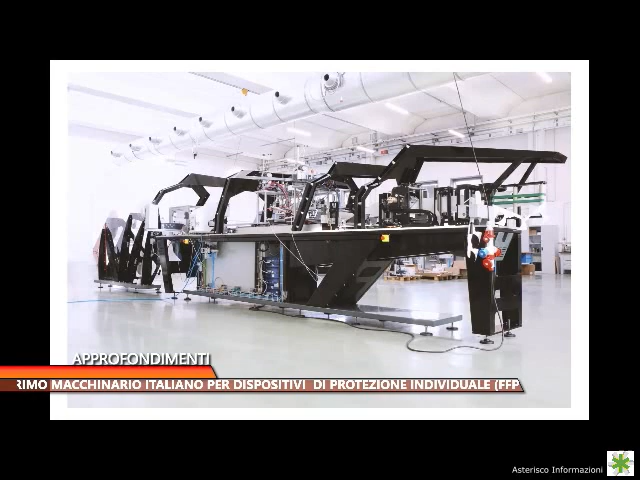 APPROFONDIMENTI
RIMO MACCHINARIO ITALIANO PER DISPOSITIVI DI PROTEZIONE INDIVIDUALE (FFP
Asterisco Informazioni